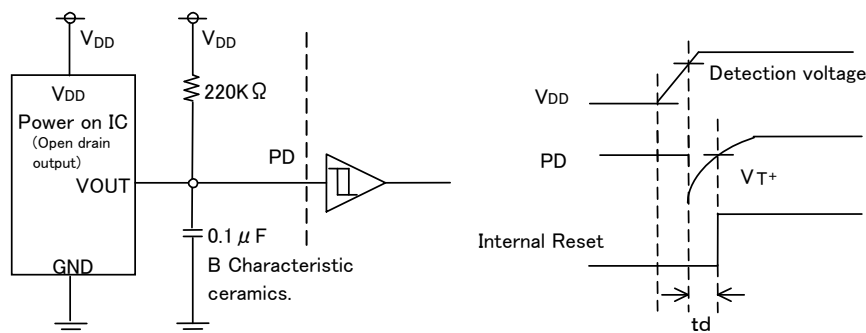 VDD
VDD
VDD
Power on IC
(Open drain
output)
VOUT
GND
220KΩ
PD
0.1μF
B Characteristic
ceramics.
VDD
Detection voltage
PD
VT+
Internal Reset
td